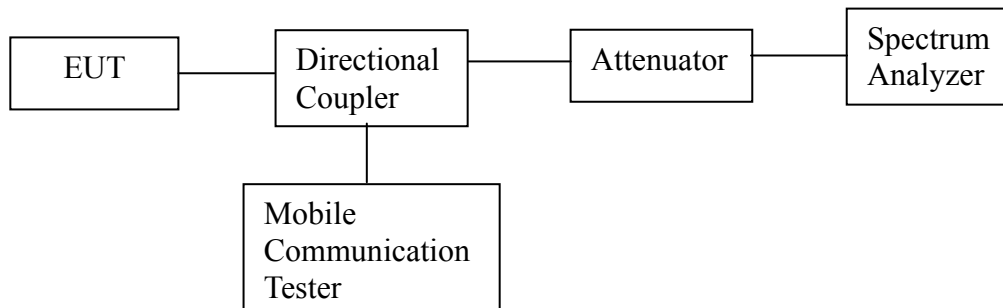 EUT
Directional
Coupler
Attenuator
Spectrum
Analyzer
Mobile
Communication
Tester